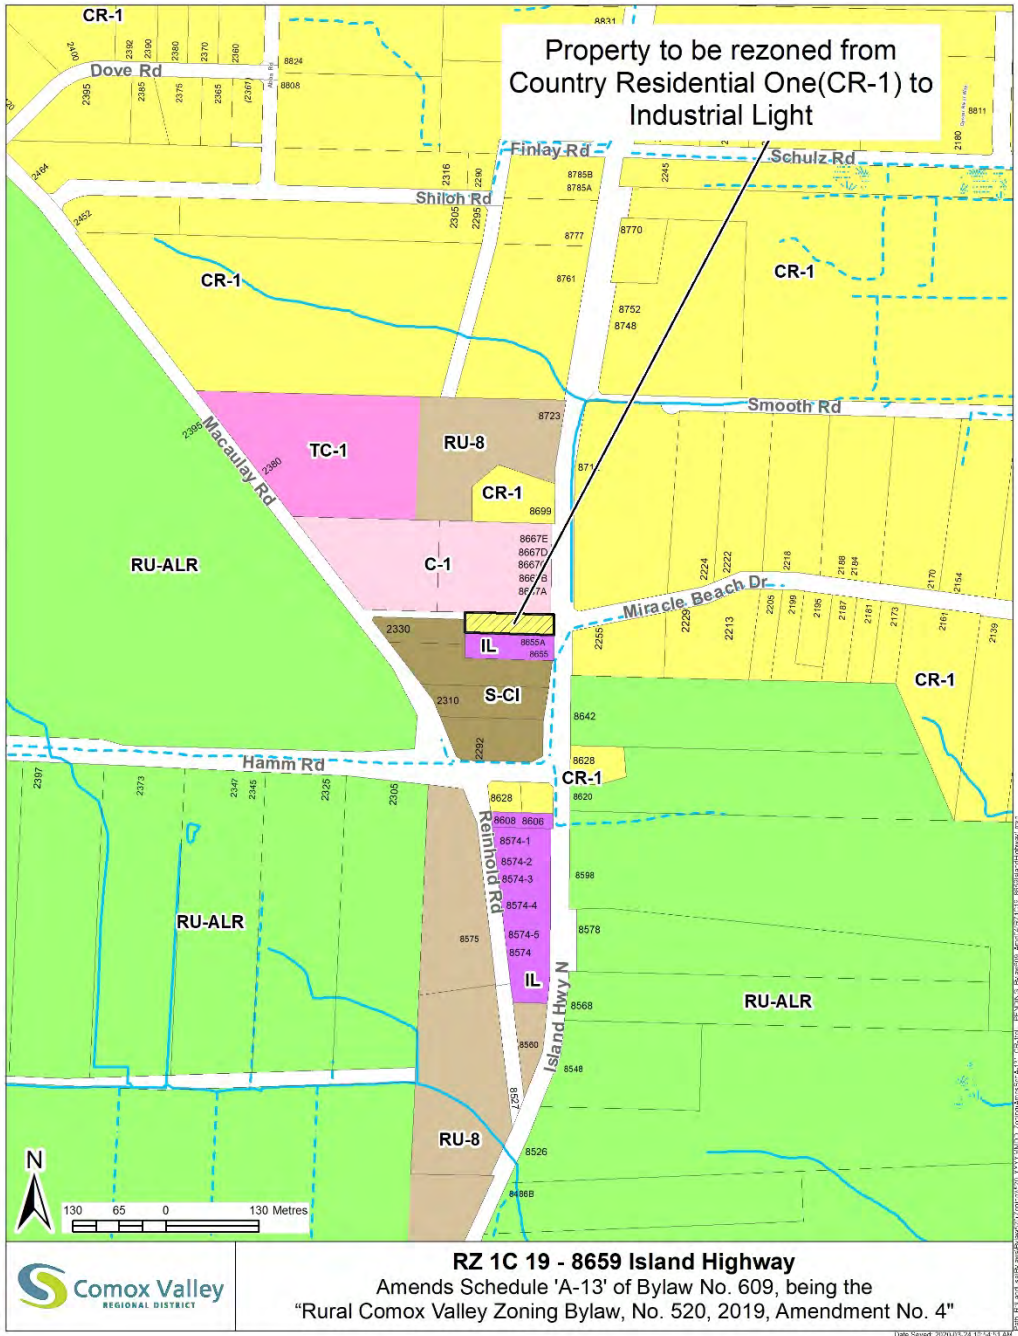 CR-1
8831
Property to be rezoned from
Country Residential One(CR-1) to
Industrial Light
2400
2392
2390
2380
2370
2360
8824
Dove Rd
2395
2385
2375
2365
(2367)
8808
8811
2180
Finlay Rd
Schulz Rd
2464
2316
2290
8785B
8785A
2245
Shiloh Rd
2452
2305
2295
8777
8770
CR-1
8761
CR-1
8752
8748
Smooth Rd
2395
Macaulay Rd
2380
TC-1
RU-8
8723
CR-1
8699
RU-ALR
C-1
8667E
8667D
2224
2222
2218
2188
2184
2170
2154
Miracle Beach Dr
2330
IL
8655A
8655
2255
2229
2213
2205
2199
2195
2187
2181
2173
2161
2139
2310
S-CI
CR-1
8642
2292
Hamm Rd
8628
CR-1
8620
2397
2373
2347
2345
2325
2305
8628
8608
8606
Reinhold Rd
8574-1
8574-2
8574-3
8574-4
8574-5
8574
8598
8578
RU-ALR
8575
IL
Island Hwy N
8568
RU-ALR
8560
8548
8527
RU-8
8526
8486B
N
130 65 0 130 Metres
Comox Valley
REGIONAL DISTRICT
RZ 1C 19 - 8659 Island Highway
Amends Schedule 'A-13' of Bylaw No. 609, being the
"Rural Comox Valley Zoning Bylaw, No. 520, 2019, Amendment No. 4"